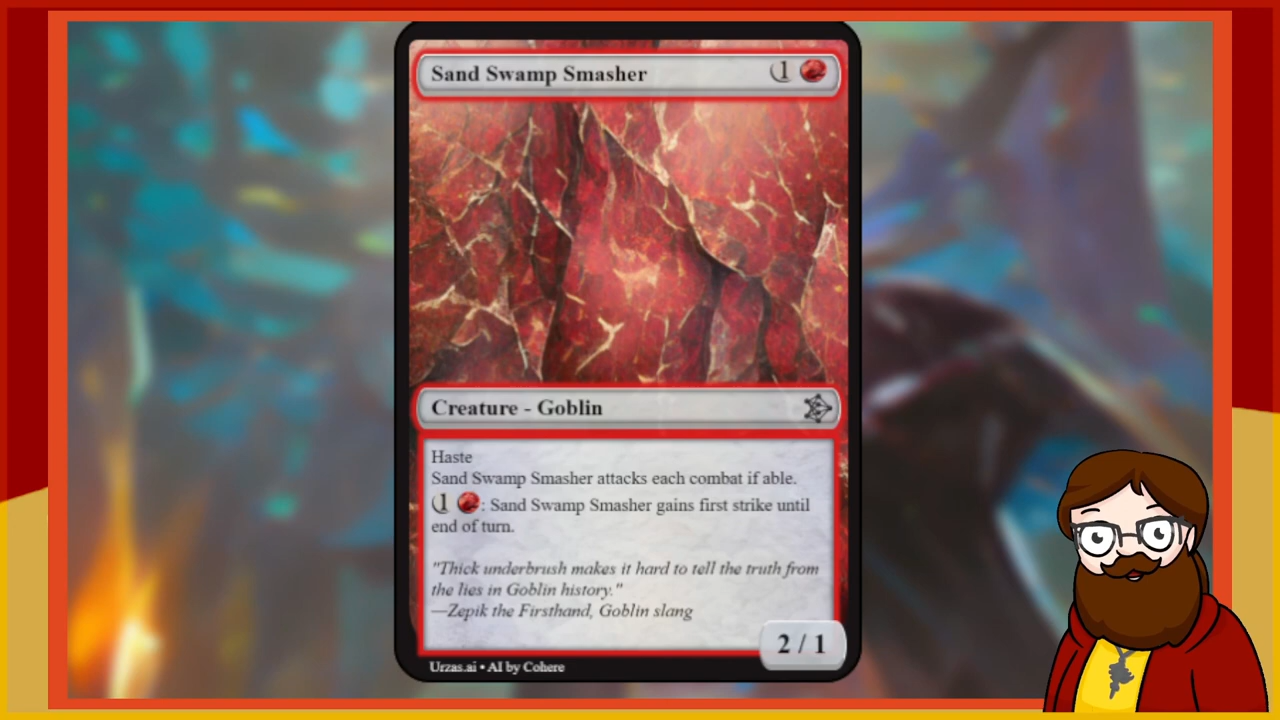 Sand Swamp Smasher 1
Creature - Goblin
Haste
Sand Swamp Smasher attacks each combat if able.
1 : Sand Swamp Smasher gains first strike until
end of turn.
"Thick underbrush makes it hard to tell the truth from
the lies in Goblin history."
—Zepik the Firsthand, Goblin slang
2 / 1
Urzas.ai • AI by Cohere